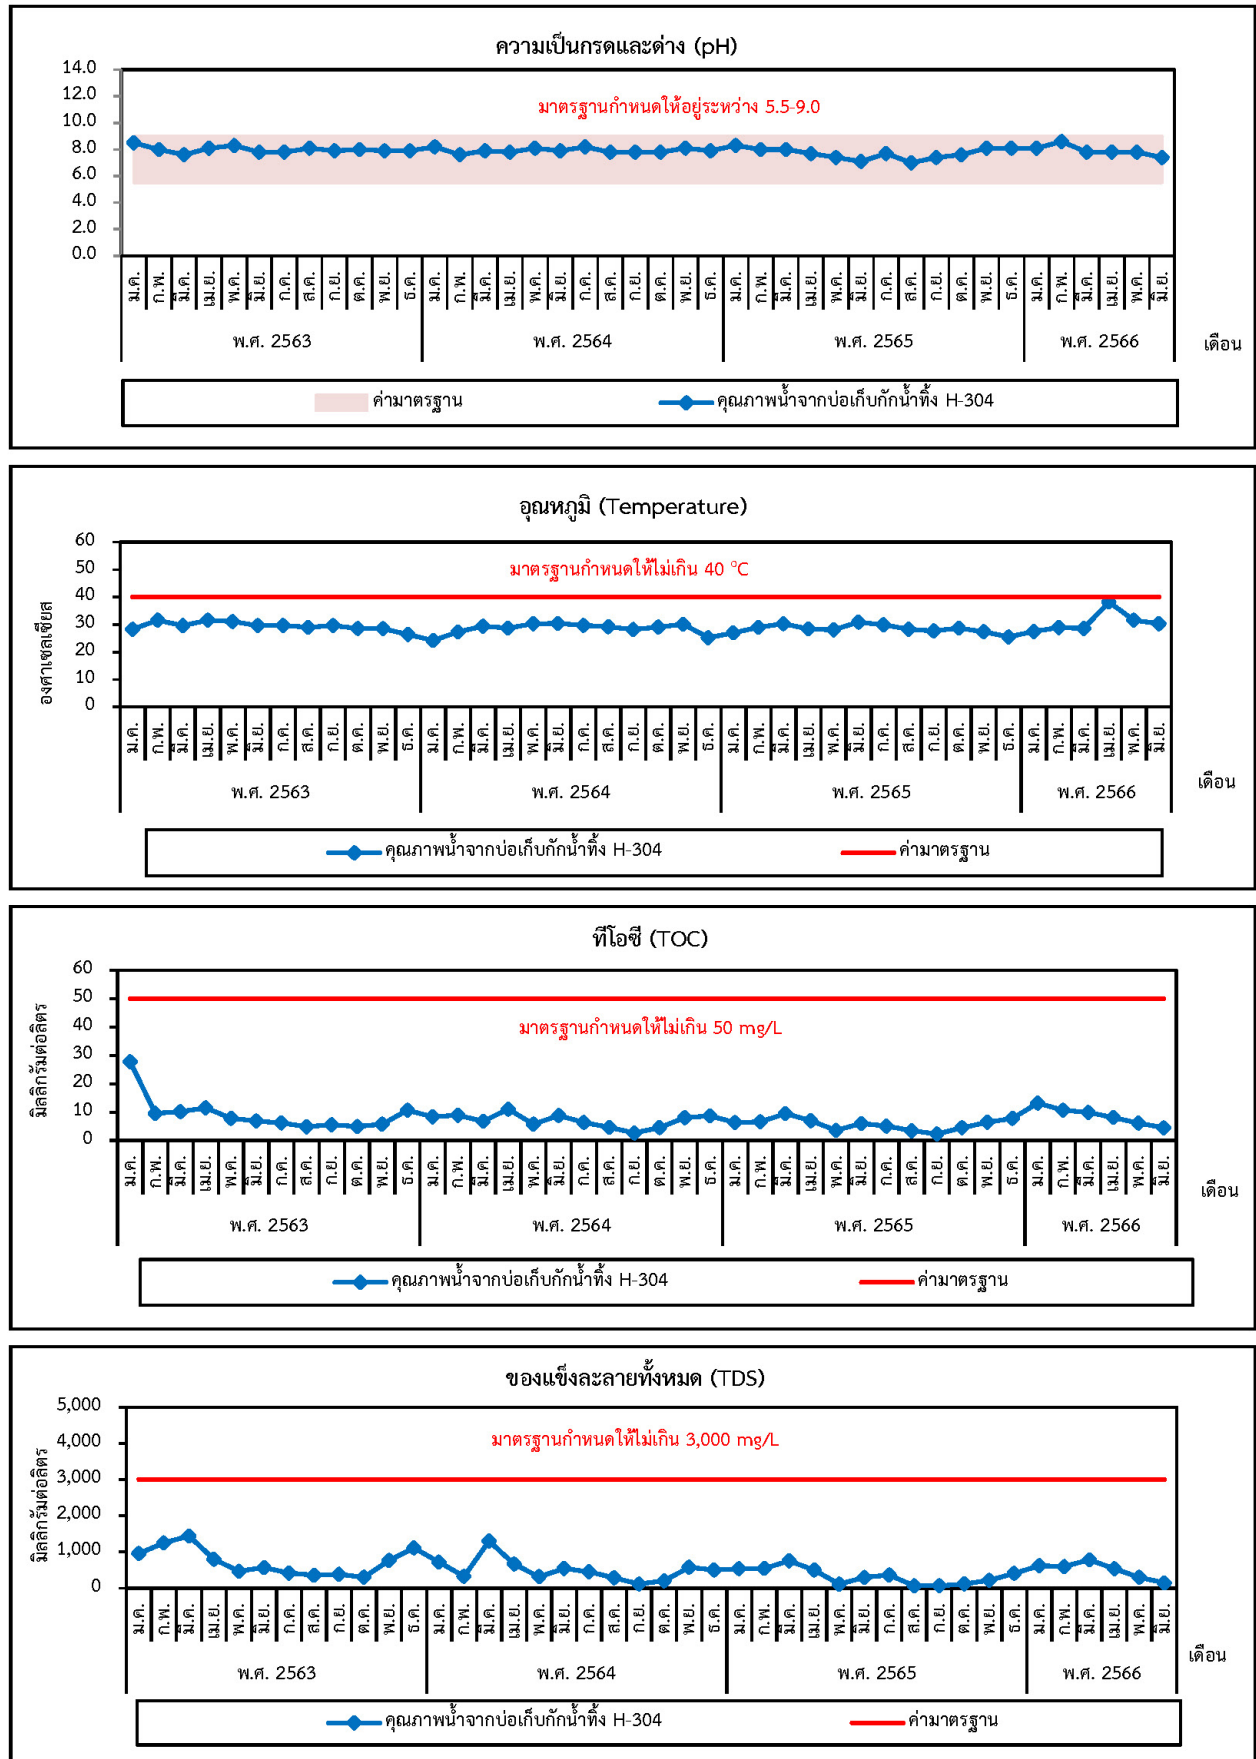 ความเป็นกรดและด่าง (pH)
14.0
12.0
10.0
8.0
6.0
4.0
2.0
0.0
มาตรฐานกำหนดให้อยู่ระหว่าง 5.5-9.0
ม.ค. ก.พ. มี.ค. เม.ย. พ.ค. มิ.ย. ก.ค. ส.ค. ก.ย. ต.ค. พ.ย. ธ.ค. ม.ค. ก.พ. มี.ค. เม.ย. พ.ค. มิ.ย. ก.ค. ส.ค. ก.ย. ต.ค. พ.ย. ธ.ค. ม.ค. ก.พ. มี.ค. เม.ย. พ.ค. มิ.ย. ก.ค. ส.ค. ก.ย. ต.ค. พ.ย. ธ.ค. ม.ค. ก.พ. มี.ค. เม.ย. พ.ค. มิ.ย.
พ.ศ. 2563 พ.ศ. 2564 พ.ศ. 2565 พ.ศ. 2566 เดือน
ค่ามาตรฐาน คุณภาพน้ำจากบ่อเก็บกักน้ำทิ้ง H-304
อุณหภูมิ (Temperature)
องศาเซลเซียส
60
50
40
30
20
10
0
มาตรฐานกำหนดให้ไม่เกิน 40 °C
ม.ค. ก.พ. มี.ค. เม.ย. พ.ค. มิ.ย. ก.ค. ส.ค. ก.ย. ต.ค. พ.ย. ธ.ค. ม.ค. ก.พ. มี.ค. เม.ย. พ.ค. มิ.ย. ก.ค. ส.ค. ก.ย. ต.ค. พ.ย. ธ.ค. ม.ค. ก.พ. มี.ค. เม.ย. พ.ค. มิ.ย. ก.ค. ส.ค. ก.ย. ต.ค. พ.ย. ธ.ค. ม.ค. ก.พ. มี.ค. เม.ย. พ.ค. มิ.ย.
พ.ศ. 2563 พ.ศ. 2564 พ.ศ. 2565 พ.ศ. 2566 เดือน
คุณภาพน้ำจากบ่อเก็บกักน้ำทิ้ง H-304 ค่ามาตรฐาน
ทีโอซี (TOC)
มิลลิกรัมต่อลิตร
60
50
40
30
20
10
0
มาตรฐานกำหนดให้ไม่เกิน 50 mg/L
ม.ค. ก.พ. มี.ค. เม.ย. พ.ค. มิ.ย. ก.ค. ส.ค. ก.ย. ต.ค. พ.ย. ธ.ค. ม.ค. ก.พ. มี.ค. เม.ย. พ.ค. มิ.ย. ก.ค. ส.ค. ก.ย. ต.ค. พ.ย. ธ.ค. ม.ค. ก.พ. มี.ค. เม.ย. พ.ค. มิ.ย. ก.ค. ส.ค. ก.ย. ต.ค. พ.ย. ธ.ค. ม.ค. ก.พ. มี.ค. เม.ย. พ.ค. มิ.ย.
พ.ศ. 2563 พ.ศ. 2564 พ.ศ. 2565 พ.ศ. 2566 เดือน
คุณภาพน้ำจากบ่อเก็บกักน้ำทิ้ง H-304 ค่ามาตรฐาน
ของแข็งละลายทั้งหมด (TDS)
มิลลิกรัมต่อลิตร
5,000
4,000
3,000
2,000
1,000
0
มาตรฐานกำหนดให้ไม่เกิน 3,000 mg/L
ม.ค. ก.พ. มี.ค. เม.ย. พ.ค. มิ.ย. ก.ค. ส.ค. ก.ย. ต.ค. พ.ย. ธ.ค. ม.ค. ก.พ. มี.ค. เม.ย. พ.ค. มิ.ย. ก.ค. ส.ค. ก.ย. ต.ค. พ.ย. ธ.ค. ม.ค. ก.พ. มี.ค. เม.ย. พ.ค. มิ.ย. ก.ค. ส.ค. ก.ย. ต.ค. พ.ย. ธ.ค. ม.ค. ก.พ. มี.ค. เม.ย. พ.ค. มิ.ย.
พ.ศ. 2563 พ.ศ. 2564 พ.ศ. 2565 พ.ศ. 2566 เดือน
คุณภาพน้ำจากบ่อเก็บกักน้ำทิ้ง H-304 ค่ามาตรฐาน